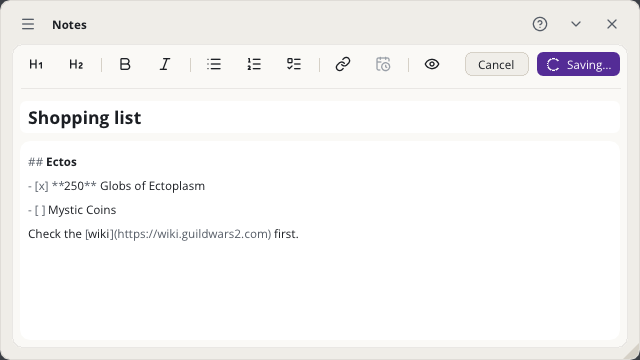 Notes
H1 H2 B I Cancel Saving...
Shopping list
## Ectos
- [x] **250** Globs of Ectoplasm
- [ ] Mystic Coins
Check the [wiki](https://wiki.guildwars2.com) first.